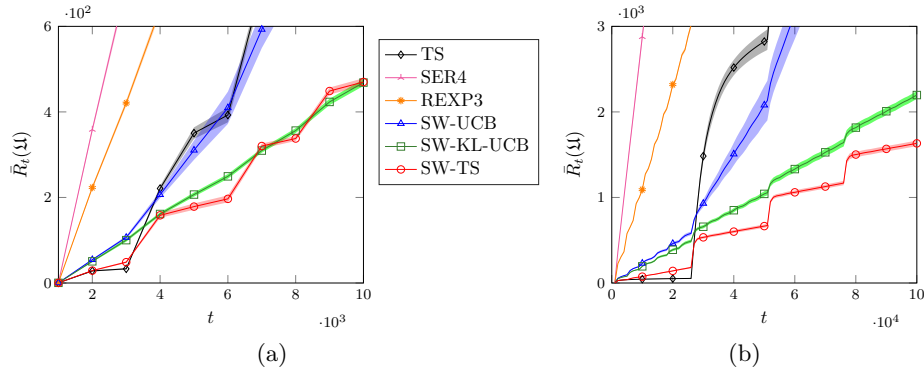 ·10²
·10³
6
4
2
0
R̄ₜ(𝔘)
2 4 6 8 10
t
·10³
TS
SER4
REXP3
SW-UCB
SW-KL-UCB
SW-TS
3
2
1
0
R̄ₜ(𝔘)
0 2 4 6 8 10
t
·10⁴
(a)
(b)